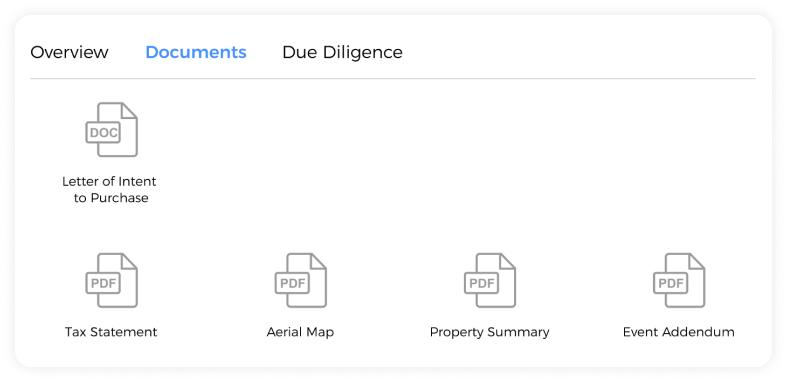 Overview Documents Due Diligence
DOC
Letter of Intent
to Purchase
PDF PDF PDF PDF
Tax Statement Aerial Map Property Summary Event Addendum